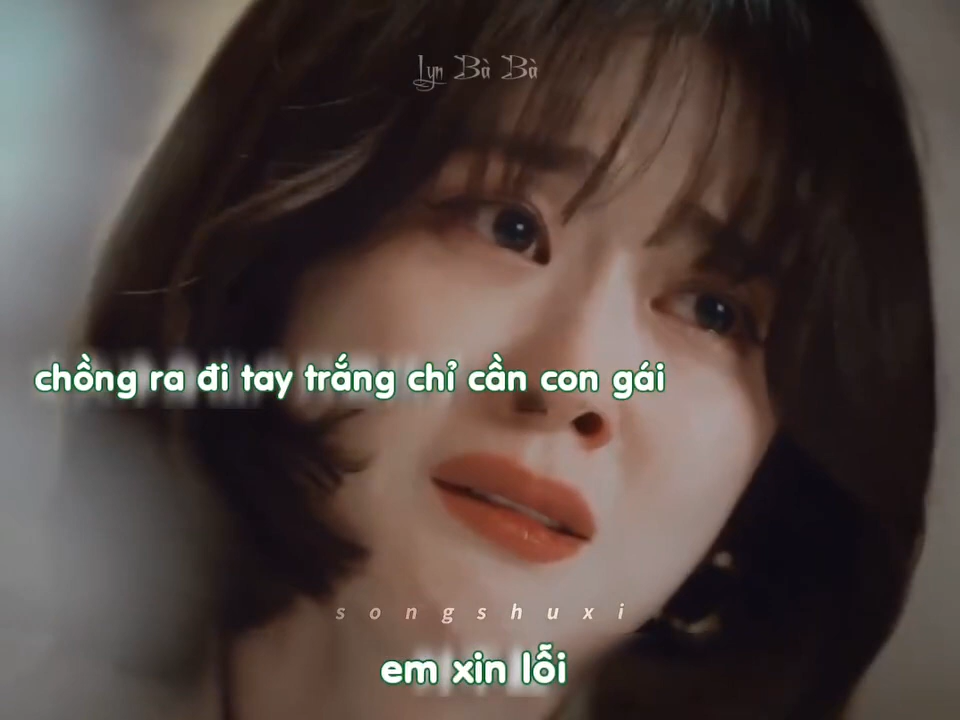 Lyn Bà Bà
chồng ra đi tay trắng chỉ cần con gái
songshuxi
em xin lỗi